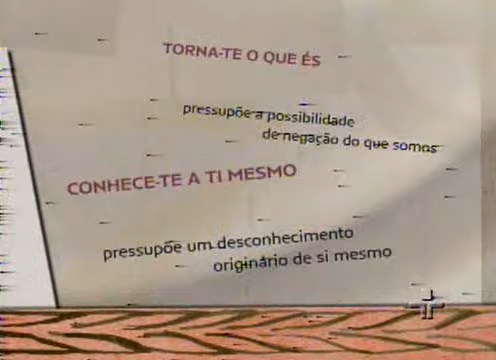 TORNA-TE O QUE ÉS
pressupõe a possibilidade
de negação do que somos
CONHECE-TE A TI MESMO
pressupõe um desconhecimento
originário de si mesmo